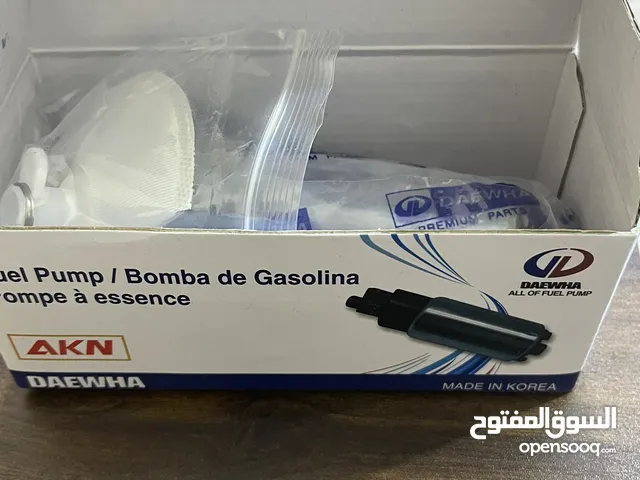 DAEWHA
PREMIUM PARTS
uel Pump / Bomba de Gasolina
ompe à essence
DAEWHA
ALL OF FUEL PUMP
AKN
DAEWHA
MADE IN KOREA
السوق المفتوح
opensooq.com